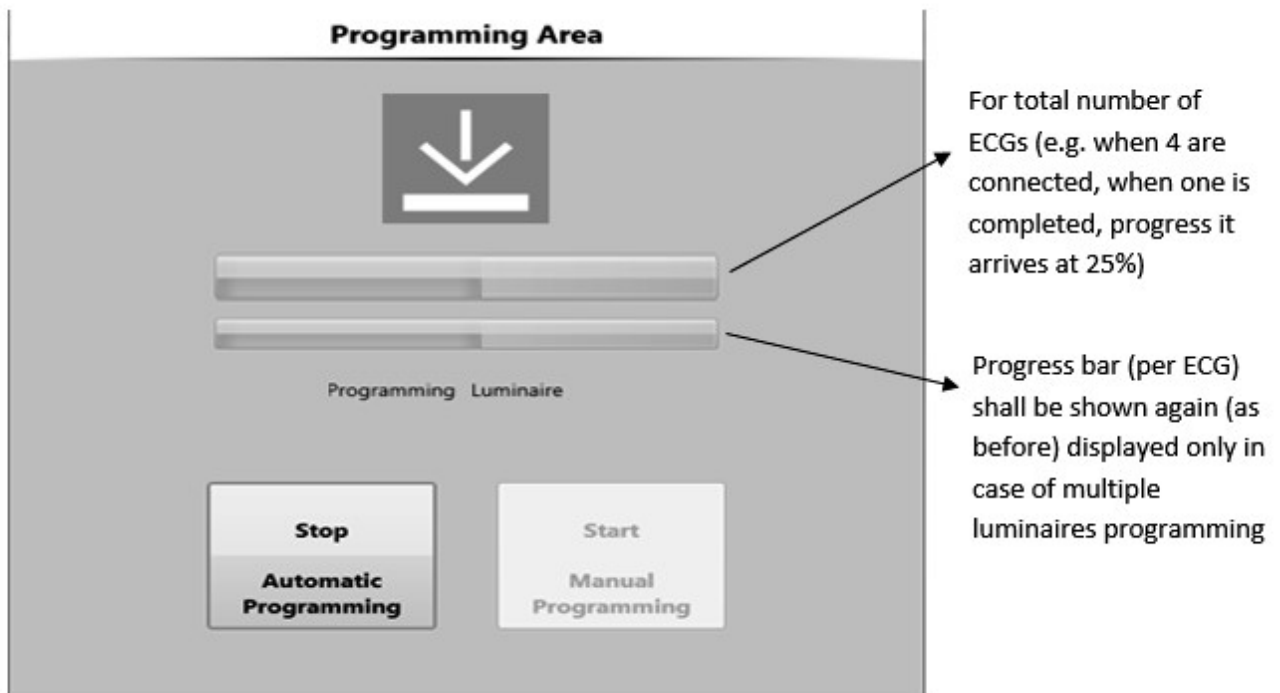 Programming Area
For total number of
ECGs (e.g. when 4 are
connected, when one is
completed, progress it
arrives at 25%)
Progress bar (per ECG)
shall be shown again (as
before) displayed only in
case of multiple
luminaires programming
Programming Luminaire
Stop
Automatic
Programming
Start
Manual
Programming